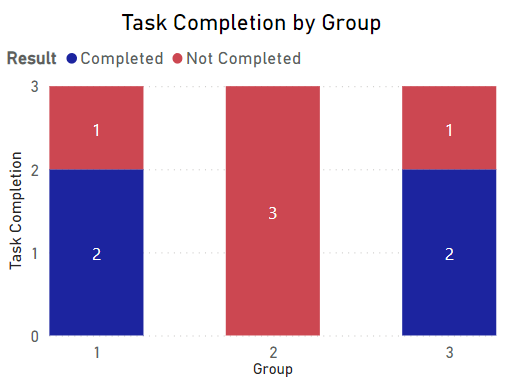 Task Completion by Group
Result Completed Not Completed
3
2
1
0
Task Completion
1 1
3
2 2
1 2 3
Group